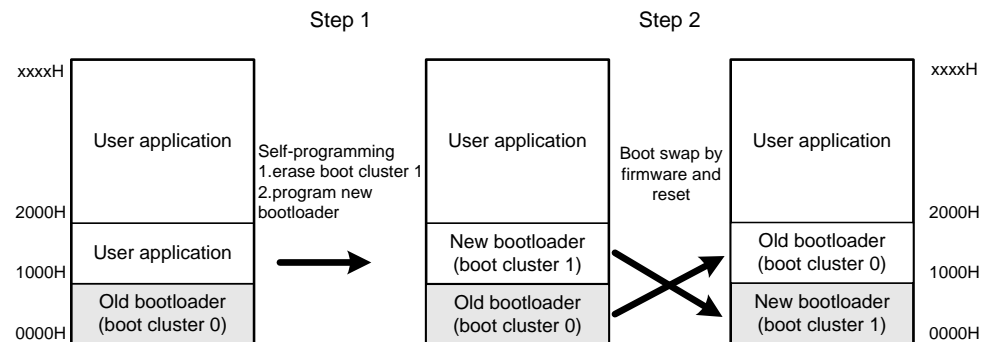 Step 1
Step 2
xxxxH
User application
2000H
User application
1000H
Old bootloader
(boot cluster 0)
0000H
Self-programming
1.erase boot cluster 1
2.program new
bootloader
User application
New bootloader
(boot cluster 1)
Old bootloader
(boot cluster 0)
Boot swap by
firmware and
reset
xxxxH
User application
2000H
Old bootloader
(boot cluster 0)
1000H
New bootloader
(boot cluster 1)
0000H